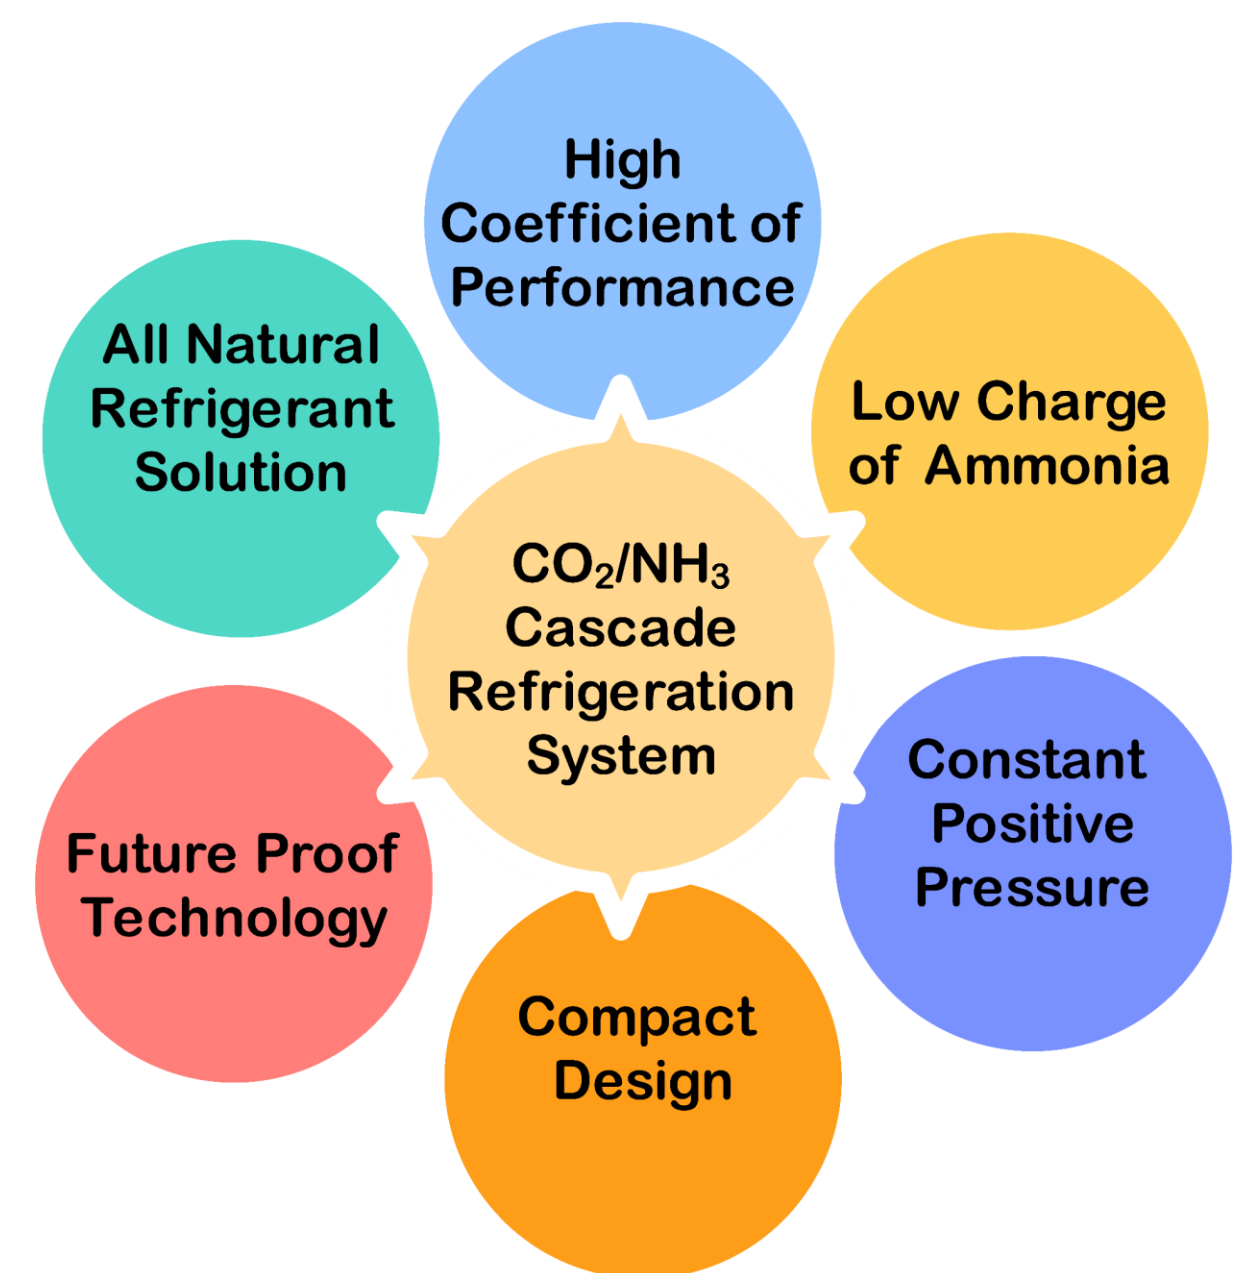 High
Coefficient of
Performance
All Natural
Refrigerant
Solution
Low Charge
of Ammonia
CO₂/NH₃
Cascade
Refrigeration
System
Future Proof
Technology
Constant
Positive
Pressure
Compact
Design